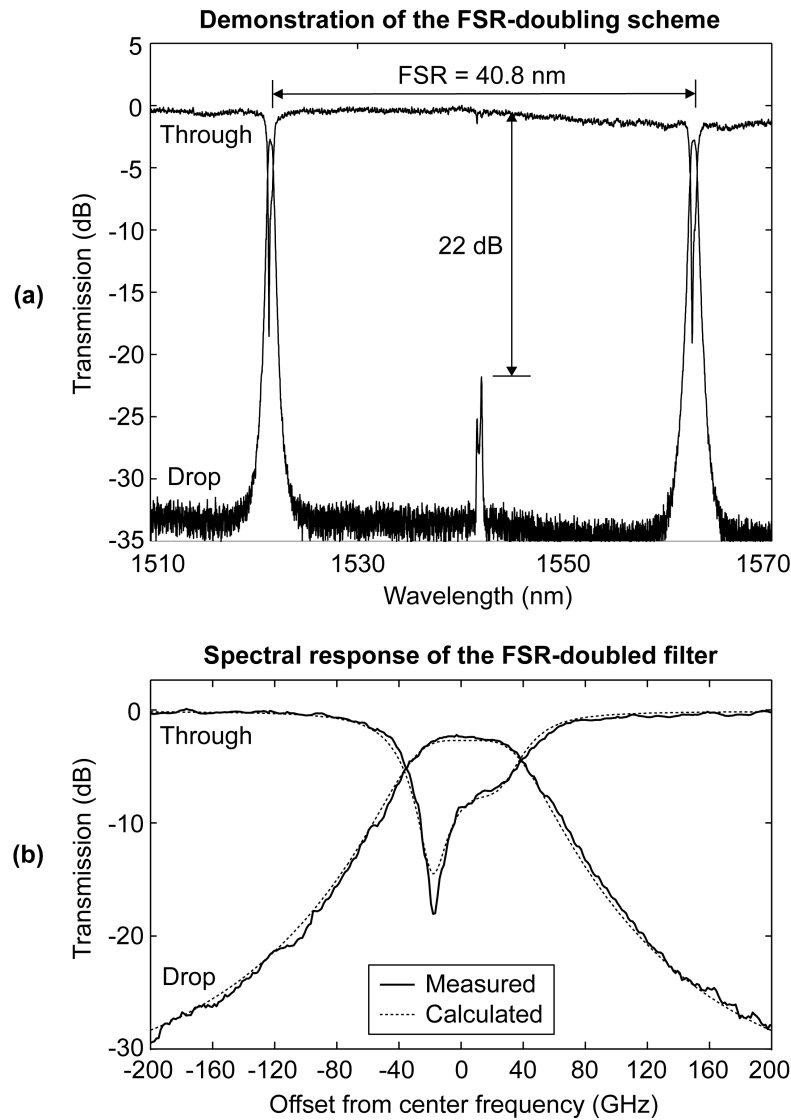 Demonstration of the FSR-doubling scheme
5
0
-5
-10
-15
-20
-25
-30
-35
Transmission (dB)
(a)
FSR = 40.8 nm
Through
22 dB
Drop
1510 1530 1550 1570
Wavelength (nm)
Spectral response of the FSR-doubled filter
0
-10
-20
-30
Transmission (dB)
(b)
Through
Drop
Measured
Calculated
-200 -160 -120 -80 -40 0 40 80 120 160 200
Offset from center frequency (GHz)